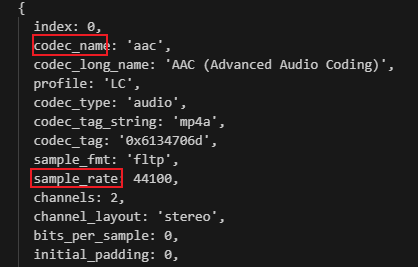 {
index: 0,
codec_name: 'aac',
codec_long_name: 'AAC (Advanced Audio Coding)',
profile: 'LC',
codec_type: 'audio',
codec_tag_string: 'mp4a',
codec_tag: '0x6134706d',
sample_fmt: 'fltp',
sample_rate: 44100,
channels: 2,
channel_layout: 'stereo',
bits_per_sample: 0,
initial_padding: 0,